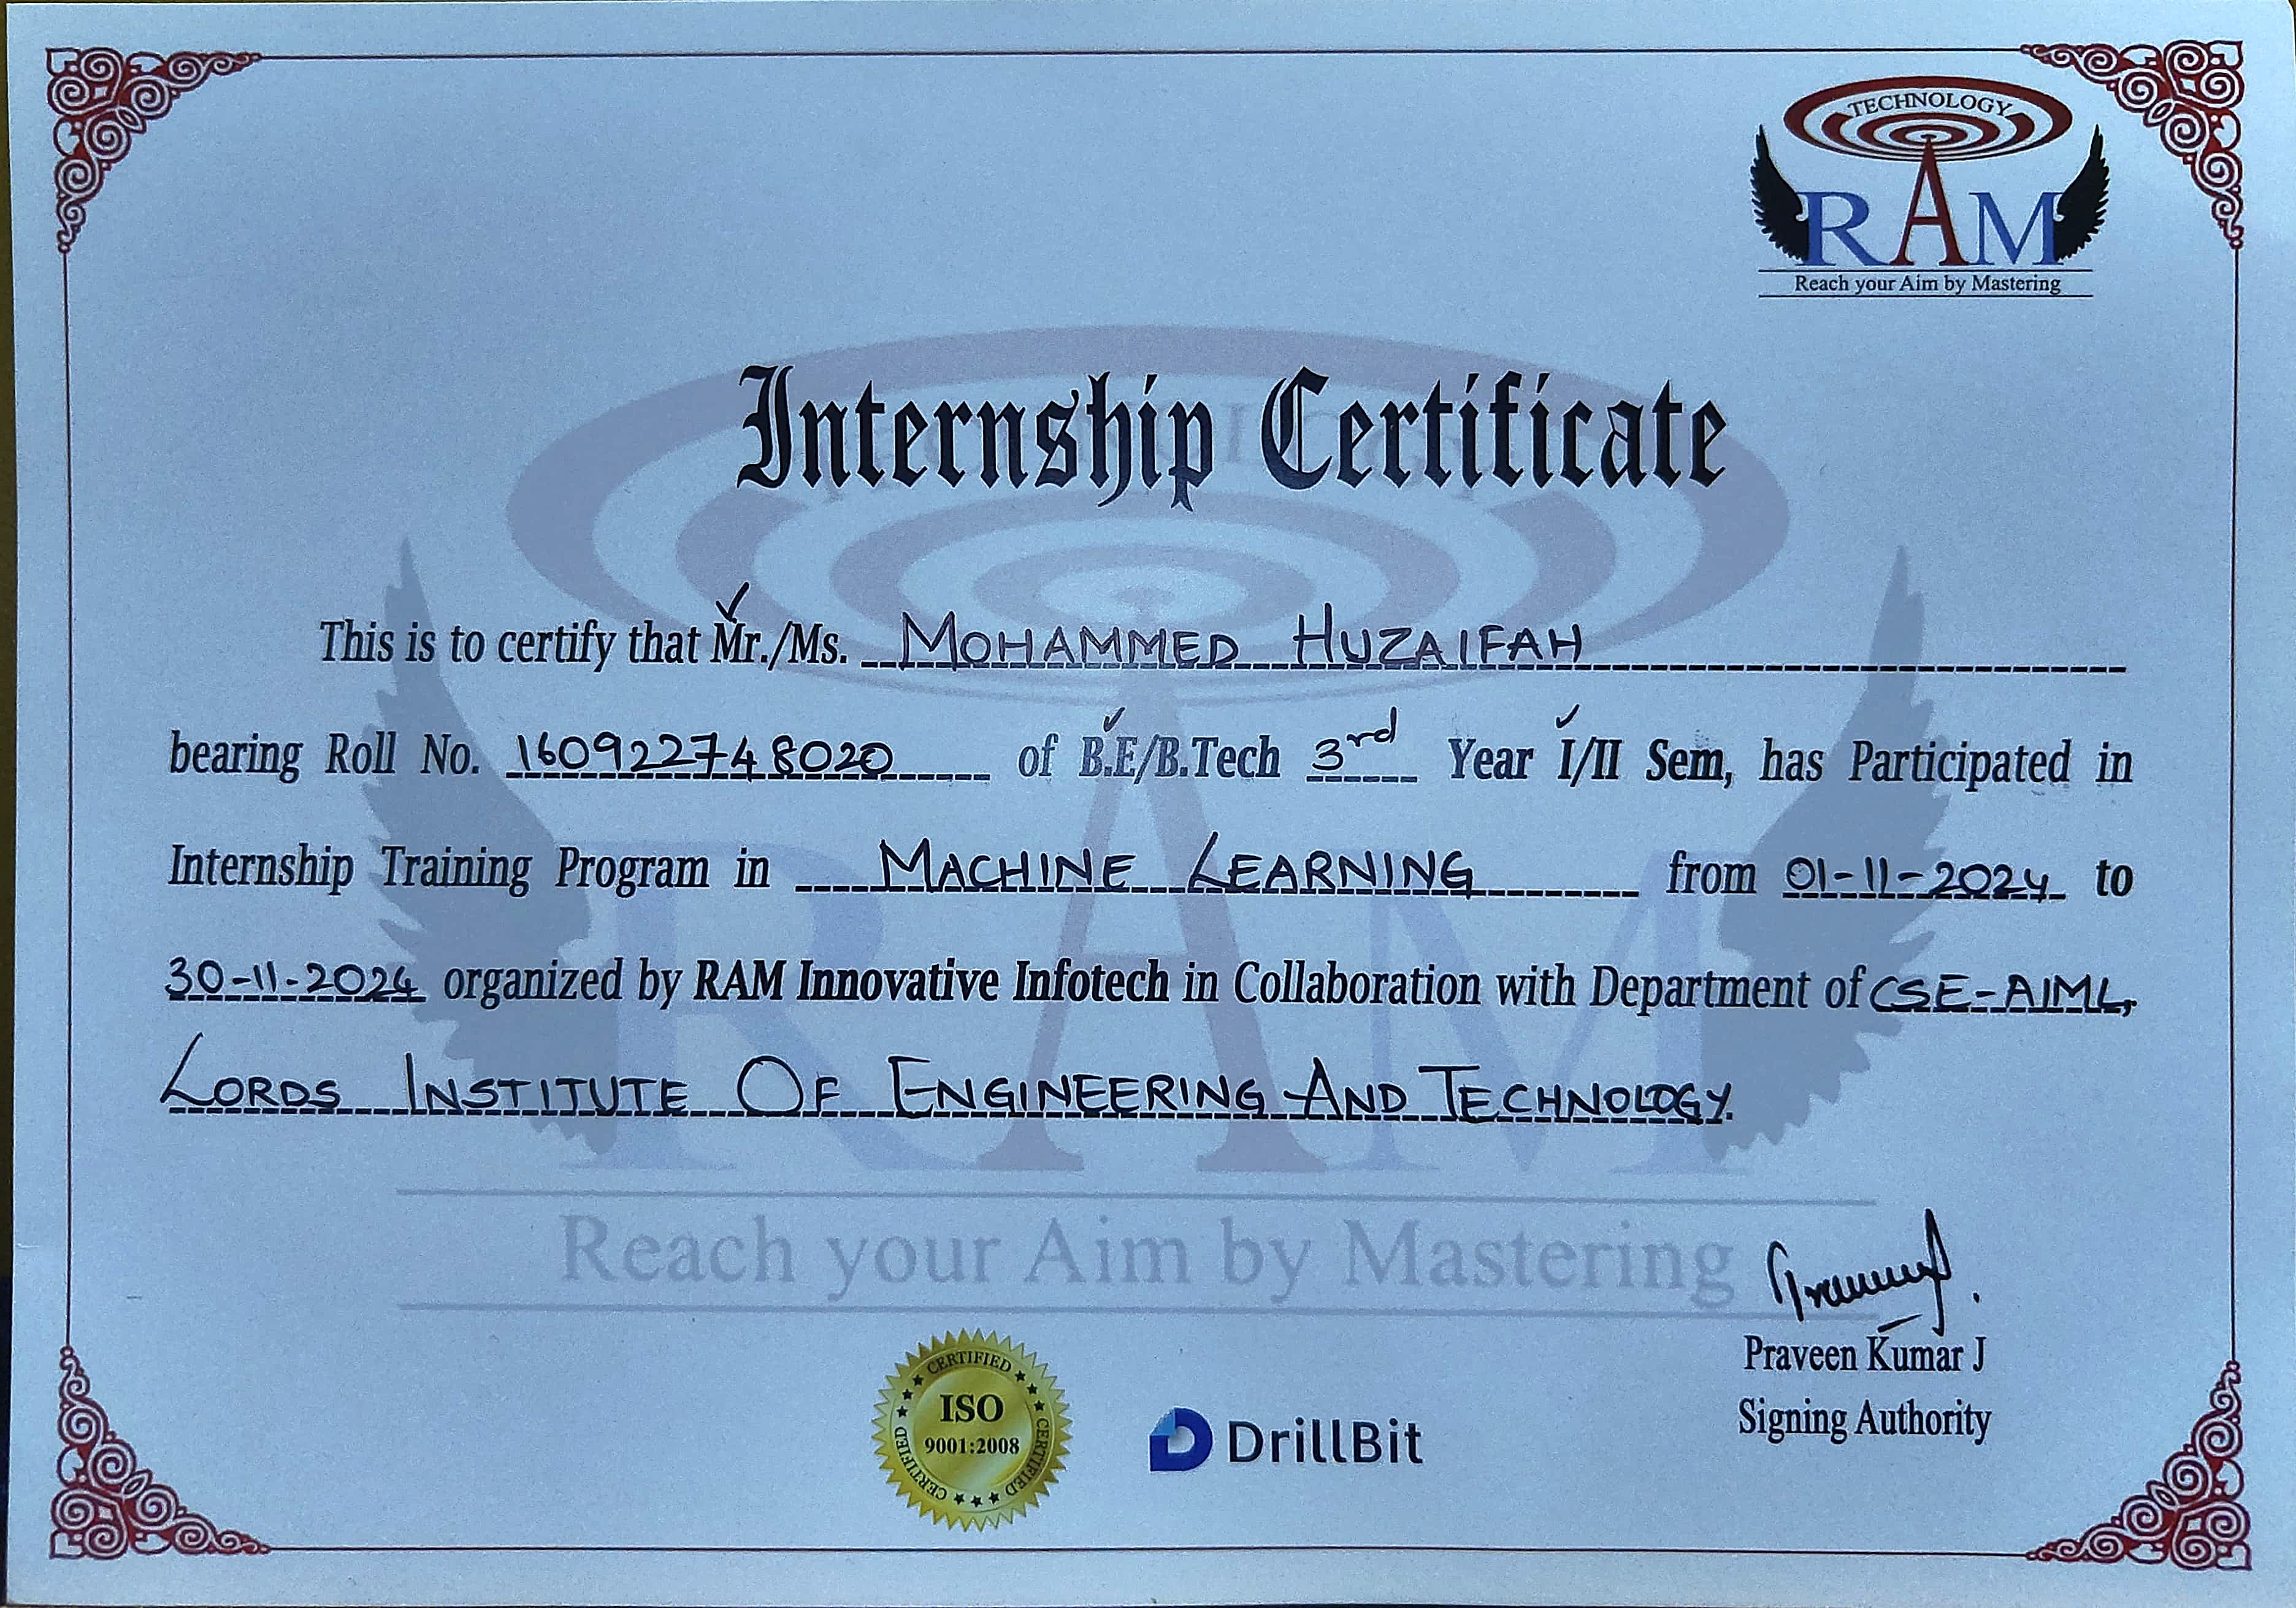 TECHNOLOGY
RAM
Reach your Aim by Mastering
Internship Certificate
This is to certify that Mr./Ms. MOHAMMED HUZAIFAH
bearing Roll No. 160922748020 of B.E/B.Tech 3rd Year I/II Sem, has Participated in
Internship Training Program in MACHINE LEARNING from 01-11-2024 to
30-11-2024 organized by RAM Innovative Infotech in Collaboration with Department of CSE-AIML,
LORDS INSTITUTE OF ENGINEERING AND TECHNOLOGY.
RAM
Reach your Aim by Mastering
Praveen Kumar J
Signing Authority
CERTIFIED
ISO
9001:2008
CERTIFIED
CERTIFIED
DrillBit